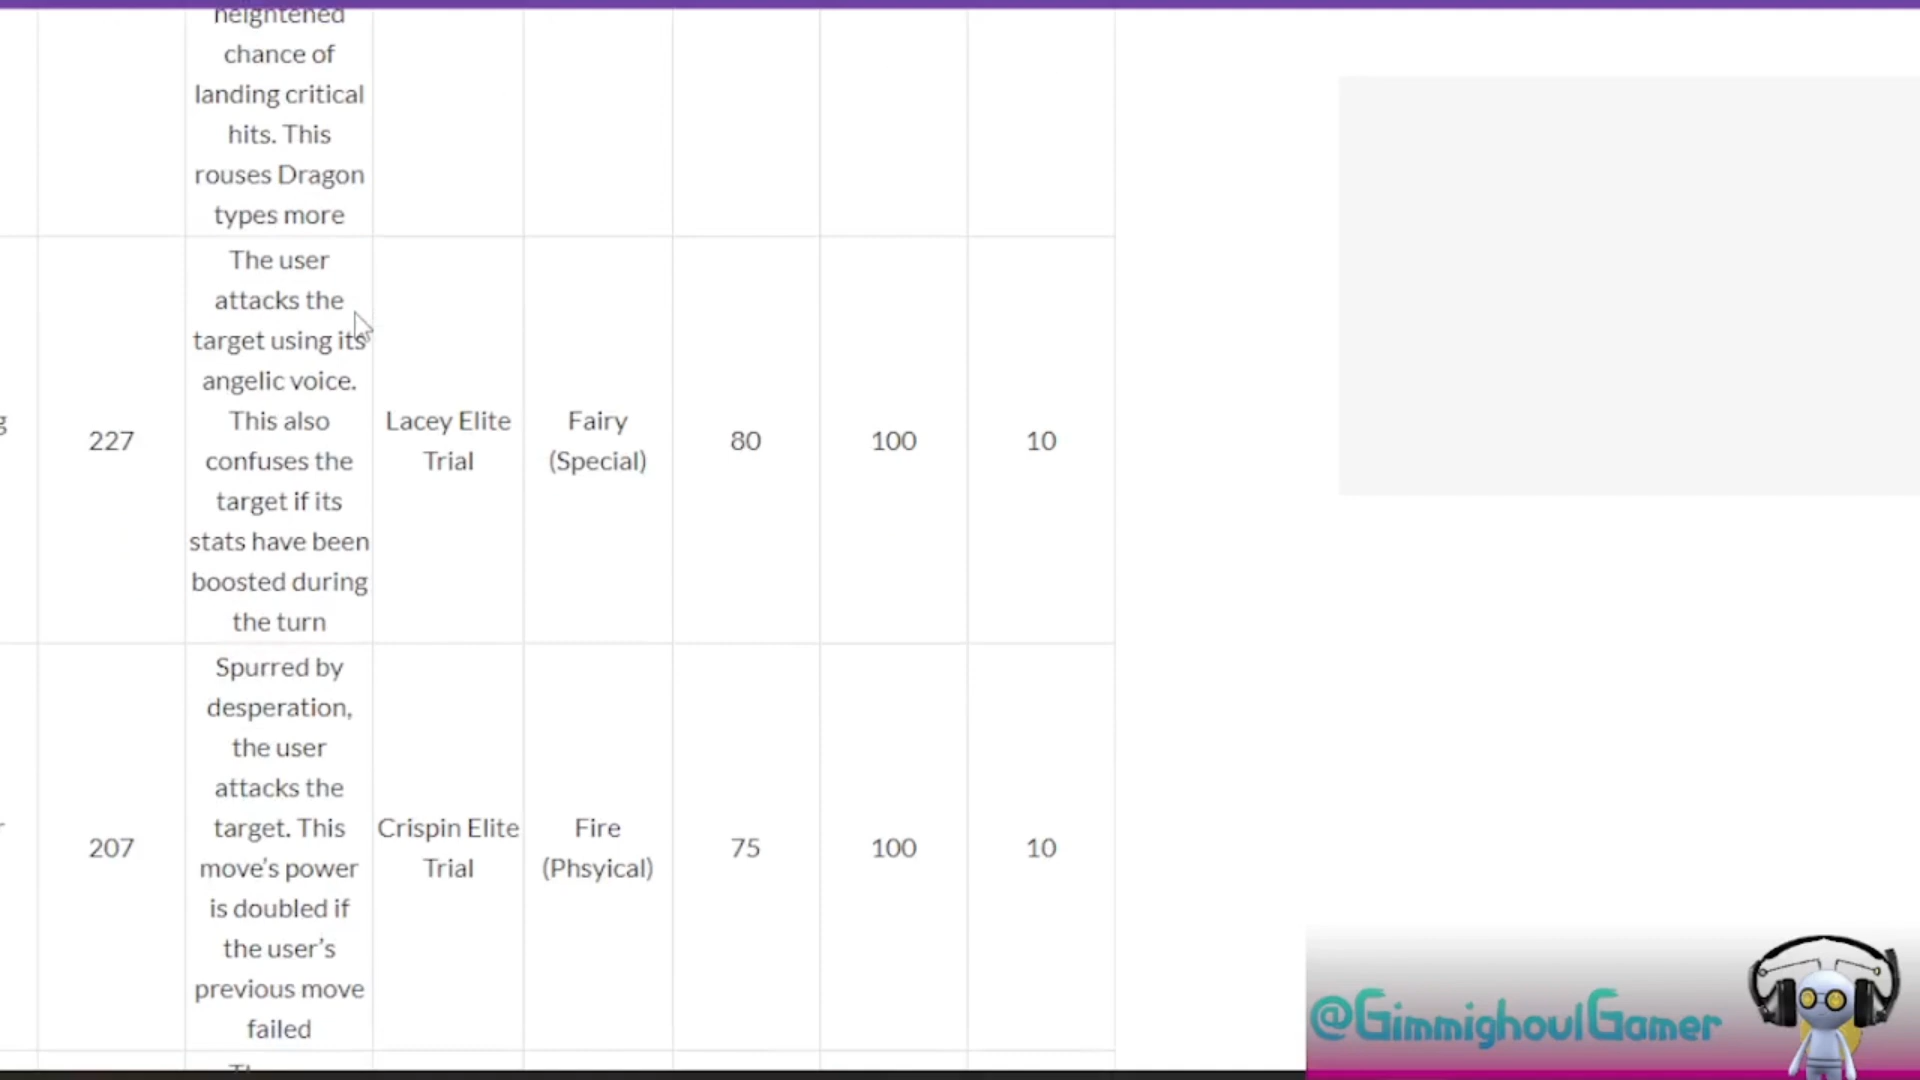 heightened
chance of
landing critical
hits. This
rouses Dragon
types more
The user
attacks the
target using its
angelic voice.
This also
confuses the
target if its
stats have been
boosted during
the turn
g
227
Lacey Elite
Trial
Fairy
(Special)
80
100
10
Spurred by
desperation,
the user
attacks the
target. This
move's power
is doubled if
the user's
previous move
failed
207
Crispin Elite
Trial
Fire
(Phsyical)
75
100
10
@GimmighoulGamer